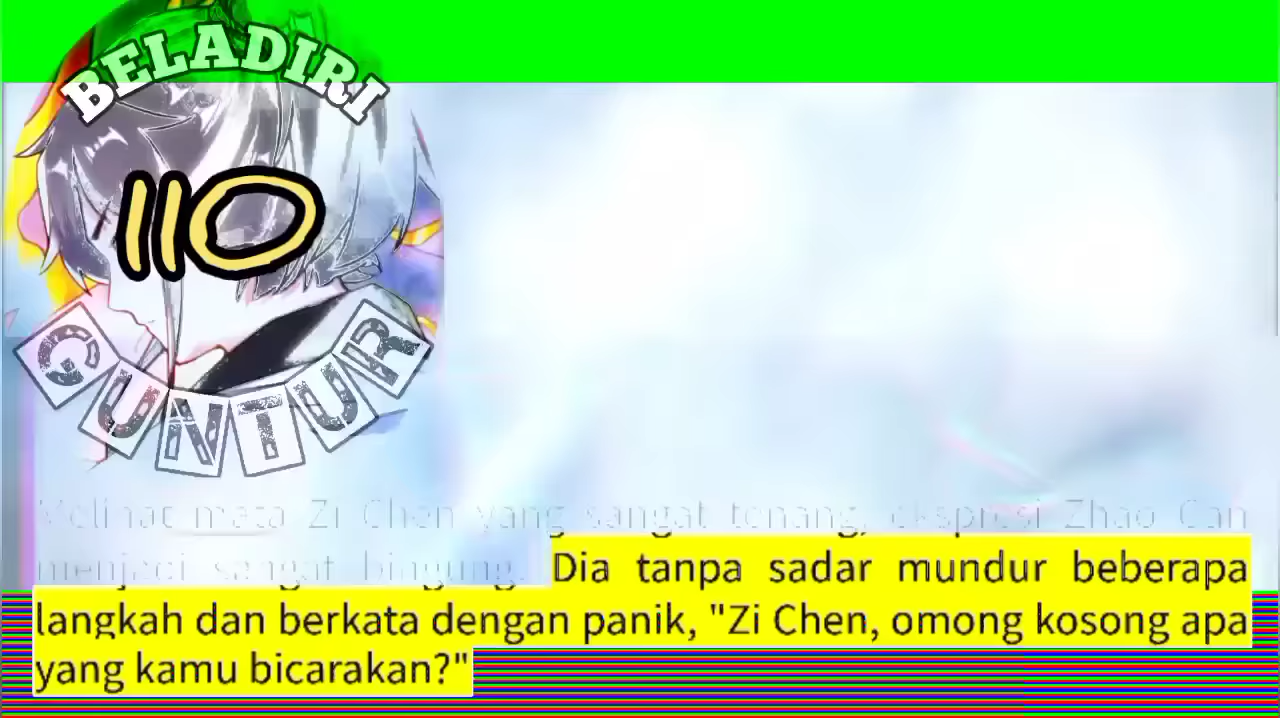 BELADIRI
110
GUNTUR
Melihat mata Zi Chen yang sangat tenang, ekspresi Zhao Can
menjadi sangat bingung. Dia tanpa sadar mundur beberapa
langkah dan berkata dengan panik, "Zi Chen, omong kosong apa
yang kamu bicarakan?"